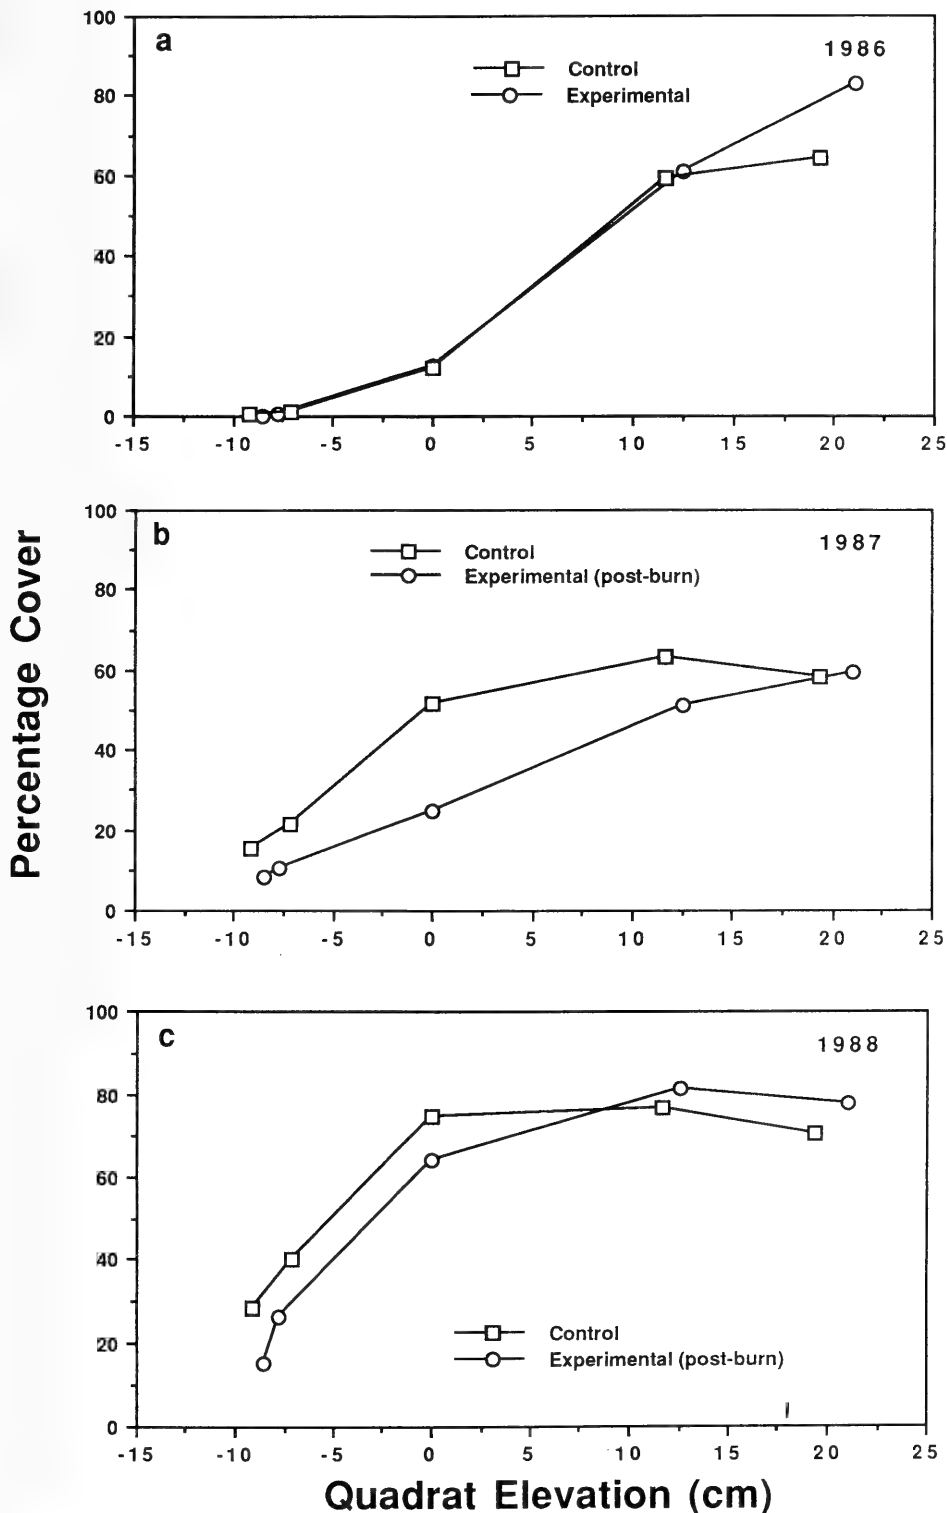 Percentage Cover
a
1986
Control
Experimental
100
80
60
40
20
0
-15 -10 -5 0 5 10 15 20 25
b
1987
Control
Experimental (post-burn)
100
80
60
40
20
0
-15 -10 -5 0 5 10 15 20 25
c
1988
100
80
60
40
20
0
Control
Experimental (post-burn)
-15 -10 -5 0 5 10 15 20 25
Quadrat Elevation (cm)